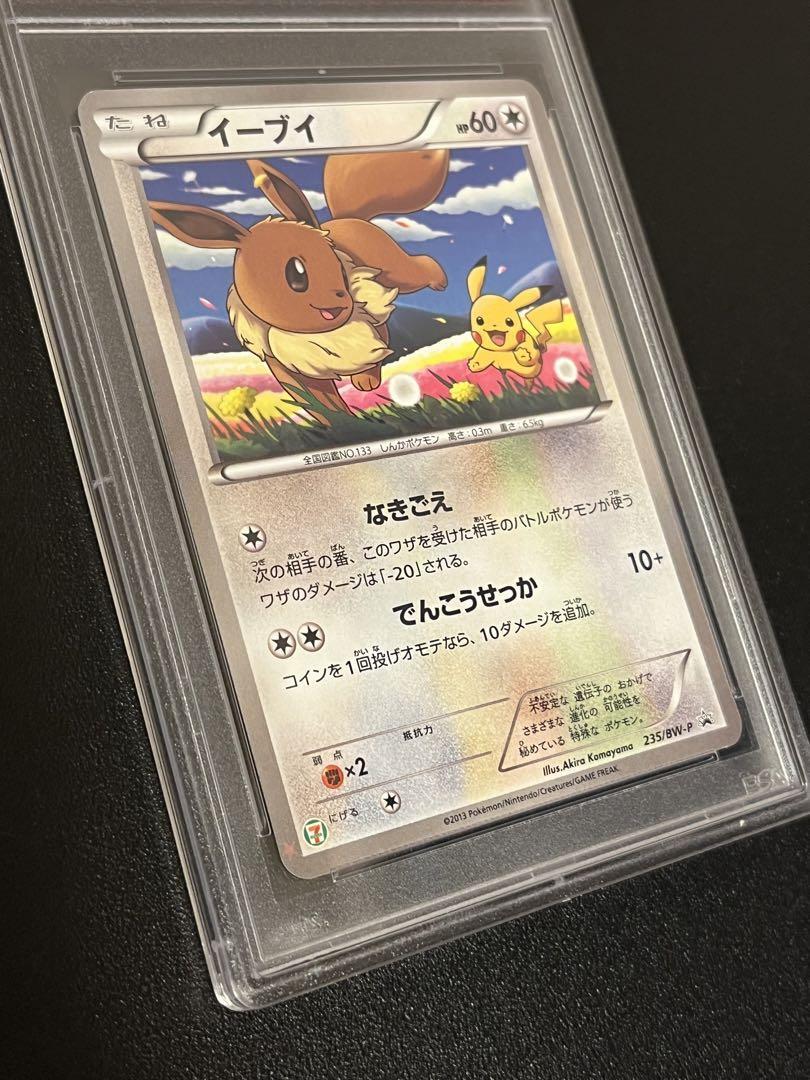 たね イーブイ HP60
全国図鑑NO.133 しんかポケモン 高さ:0.3m 重さ:6.5kg
なきごえ
次の相手の番、このワザを受けた相手のバトルポケモンが使う
ワザのダメージは「-20」される。
でんこうせっか 10+
コインを1回投げオモテなら、10ダメージを追加。
弱点 ×2 抵抗力
にげる
不安定な 遺伝子の おかげで
さまざまな 進化の 可能性を
秘めている 特殊な ポケモン。
Illus.Akira Komayama 235/BW-P
©2013 Pokémon/Nintendo/Creatures/GAME FREAK.
7